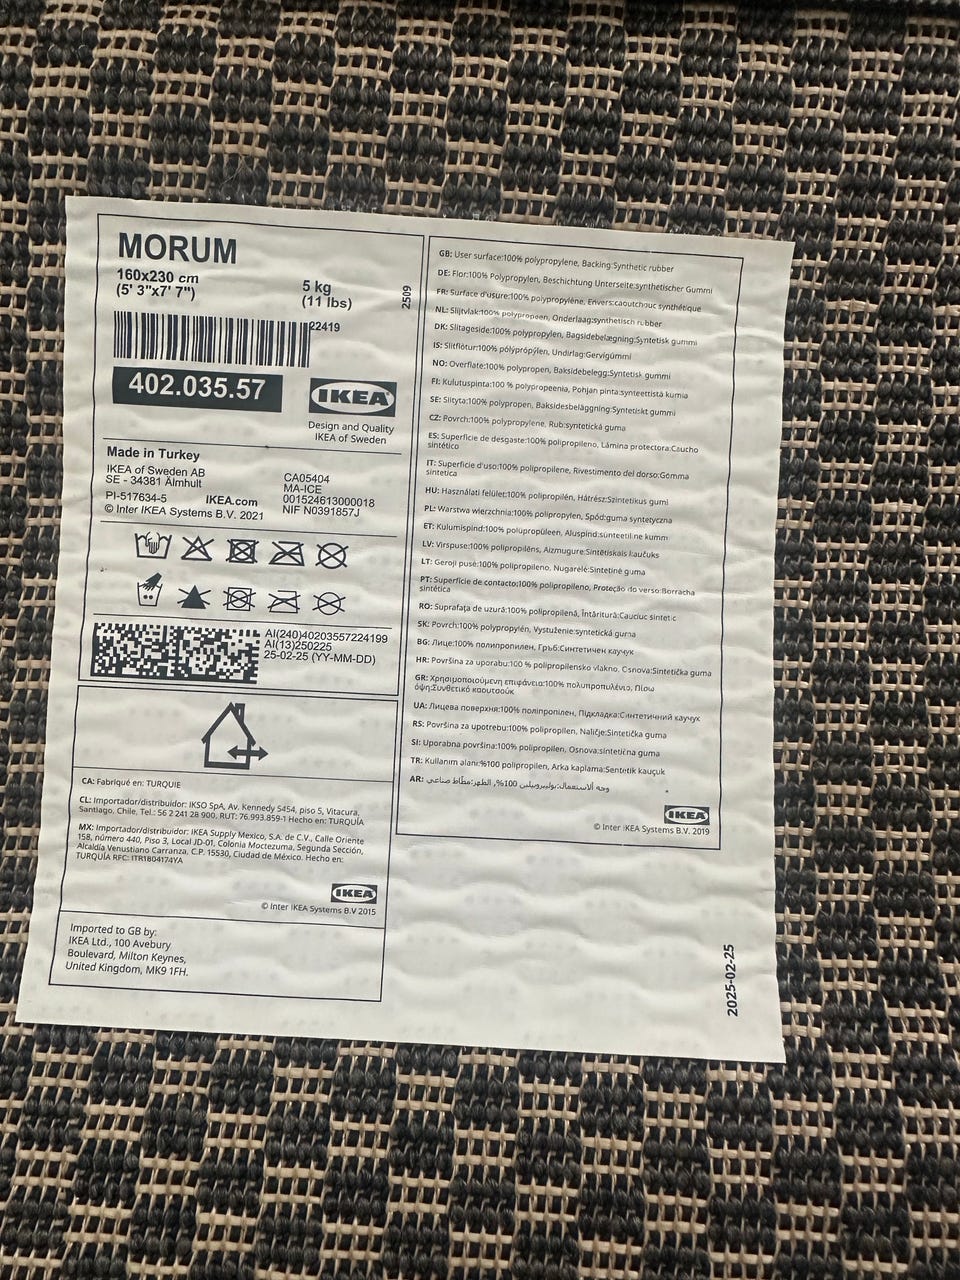 MORUM
160x230 cm
(5' 3"x7' 7")
5 kg
(11 lbs)
2509
22419
402.035.57
IKEA
Design and Quality
IKEA of Sweden
Made in Turkey
IKEA of Sweden AB
SE - 34381 Älmhult
PI-517634-5
IKEA.com
© Inter IKEA Systems B.V. 2021
CA05404
MA-ICE
001524613000018
NIF N0391857J
AI(240)40203557224199
AI(13)250225
25-02-25 (YY-MM-DD)
CA: Fabriqué en: TURQUIE
CL: Importador/distribuidor: IKSO SpA, Av. Kennedy 5454, piso 5, Vitacura,
Santiago, Chile, Tel.: 56 2 241 28 900, RUT: 76.993.859-1 Hecho en: TURQUÍA
MX: Importador/distribuidor: IKEA Supply Mexico, S.A. de C.V., Calle Oriente
158, número 440, Piso 3, Local JD-01, Colonia Moctezuma, Segunda Sección,
Alcaldía Venustiano Carranza, C.P. 15530, Ciudad de México. Hecho en:
TURQUÍA RFC: ITR1804174YA
IKEA
© Inter IKEA Systems B.V 2015
Imported to GB by:
IKEA Ltd., 100 Avebury
Boulevard, Milton Keynes,
United Kingdom, MK9 1FH.
GB: User surface:100% polypropylene, Backing:Synthetic rubber
DE: Flor:100% Polypropylen, Beschichtung Unterseite:synthetischer Gummi
FR: Surface d'usure:100% polypropylène, Envers:caoutchouc synthétique
NL: Slijtvlak:100% polypropeen, Onderlaag:synthetisch rubber
DK: Slitageside:100% polypropylen, Bagsidebelægning:Syntetisk gummi
IS: Slitflötur:100% pólýprópýlen, Undirlag:Gervigúmmí
NO: Overflate:100% polypropen, Baksidebelegg:Syntetisk gummi
FI: Kulutuspinta:100 % polypropeenia, Pohjan pinta:synteettistä kumia
SE: Slityta:100% polypropen, Baksidesbeläggning:Syntetiskt gummi
CZ: Povrch:100% polypropylene, Rub:syntetická guma
ES: Superficie de desgaste:100% polipropileno, Lámina protectora:Caucho
sintético
IT: Superficie d'uso:100% polipropilene, Rivestimento del dorso:Gomma
sintetica
HU: Használati felület:100% polipropilén, Hátrész:Szintetikus gumi
PL: Warstwa wierzchnia:100% polipropylen, Spód:guma syntetyczna
ET: Kulumispind:100% polüpropüleen, Aluspind:sünteetiline kumm
LV: Virspuse:100% polipropilēns, Aizmugure:Sintētiskais kaučuks
LT: Geroji pusė:100% polipropileno, Nugarėlė:Sintetinė guma
PT: Superfície de contacto:100% polipropileno, Proteção do verso:Borracha
sintética
RO: Suprafaţa de uzură:100% polipropilenă, Întăritură:Cauciuc sintetic
SK: Povrch:100% polypropylén, Vystuženie:syntetická guma
BG: Лице:100% полипропилен, Гръб:Синтетичен каучук
HR: Površina za uporabu:100 % polipropilensko vlakno, Osnova:Sintetička guma
GR: Χρησιμοποιούμενη επιφάνεια:100% πολυπροπυλένιο, Πίσω
όψη:Συνθετικό καουτσούκ
UA: Лицева поверхня:100% поліпропілен, Підкладка:Синтетичний каучук
RS: Površina za upotrebu:100% polipropilen, Naličje:Sintetička guma
SI: Uporabna površina:100% polipropilen, Osnova:sintetična guma
TR: Kullanım alanı:%100 polipropilen, Arka kaplama:Sentetik kauçuk
AR: وجه الاستعمال:بوليبروبيلين 100%, الظهر:مطّاط صناعي
IKEA
© Inter IKEA Systems B.V. 2019
2025-02-25